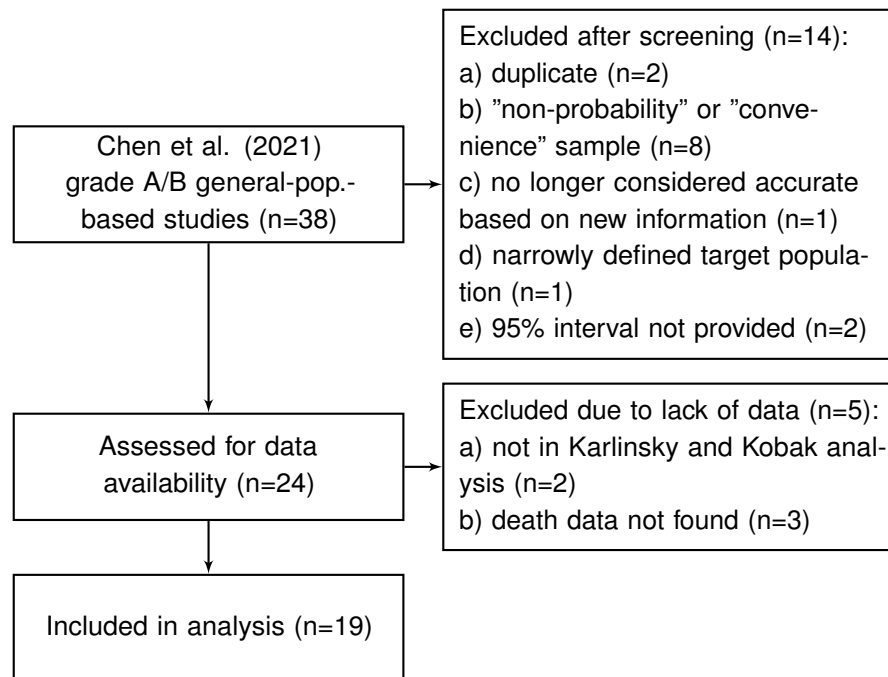 Chen et al. (2021)
grade A/B general-pop.-
based studies (n=38)
Excluded after screening (n=14):
a) duplicate (n=2)
b) ”non-probability” or ”conve-
nience” sample (n=8)
c) no longer considered accurate
based on new information (n=1)
d) narrowly defined target popula-
tion (n=1)
e) 95% interval not provided (n=2)
Assessed for data
availability (n=24)
Excluded due to lack of data (n=5):
a) not in Karlinsky and Kobak anal-
ysis (n=2)
b) death data not found (n=3)
Included in analysis (n=19)